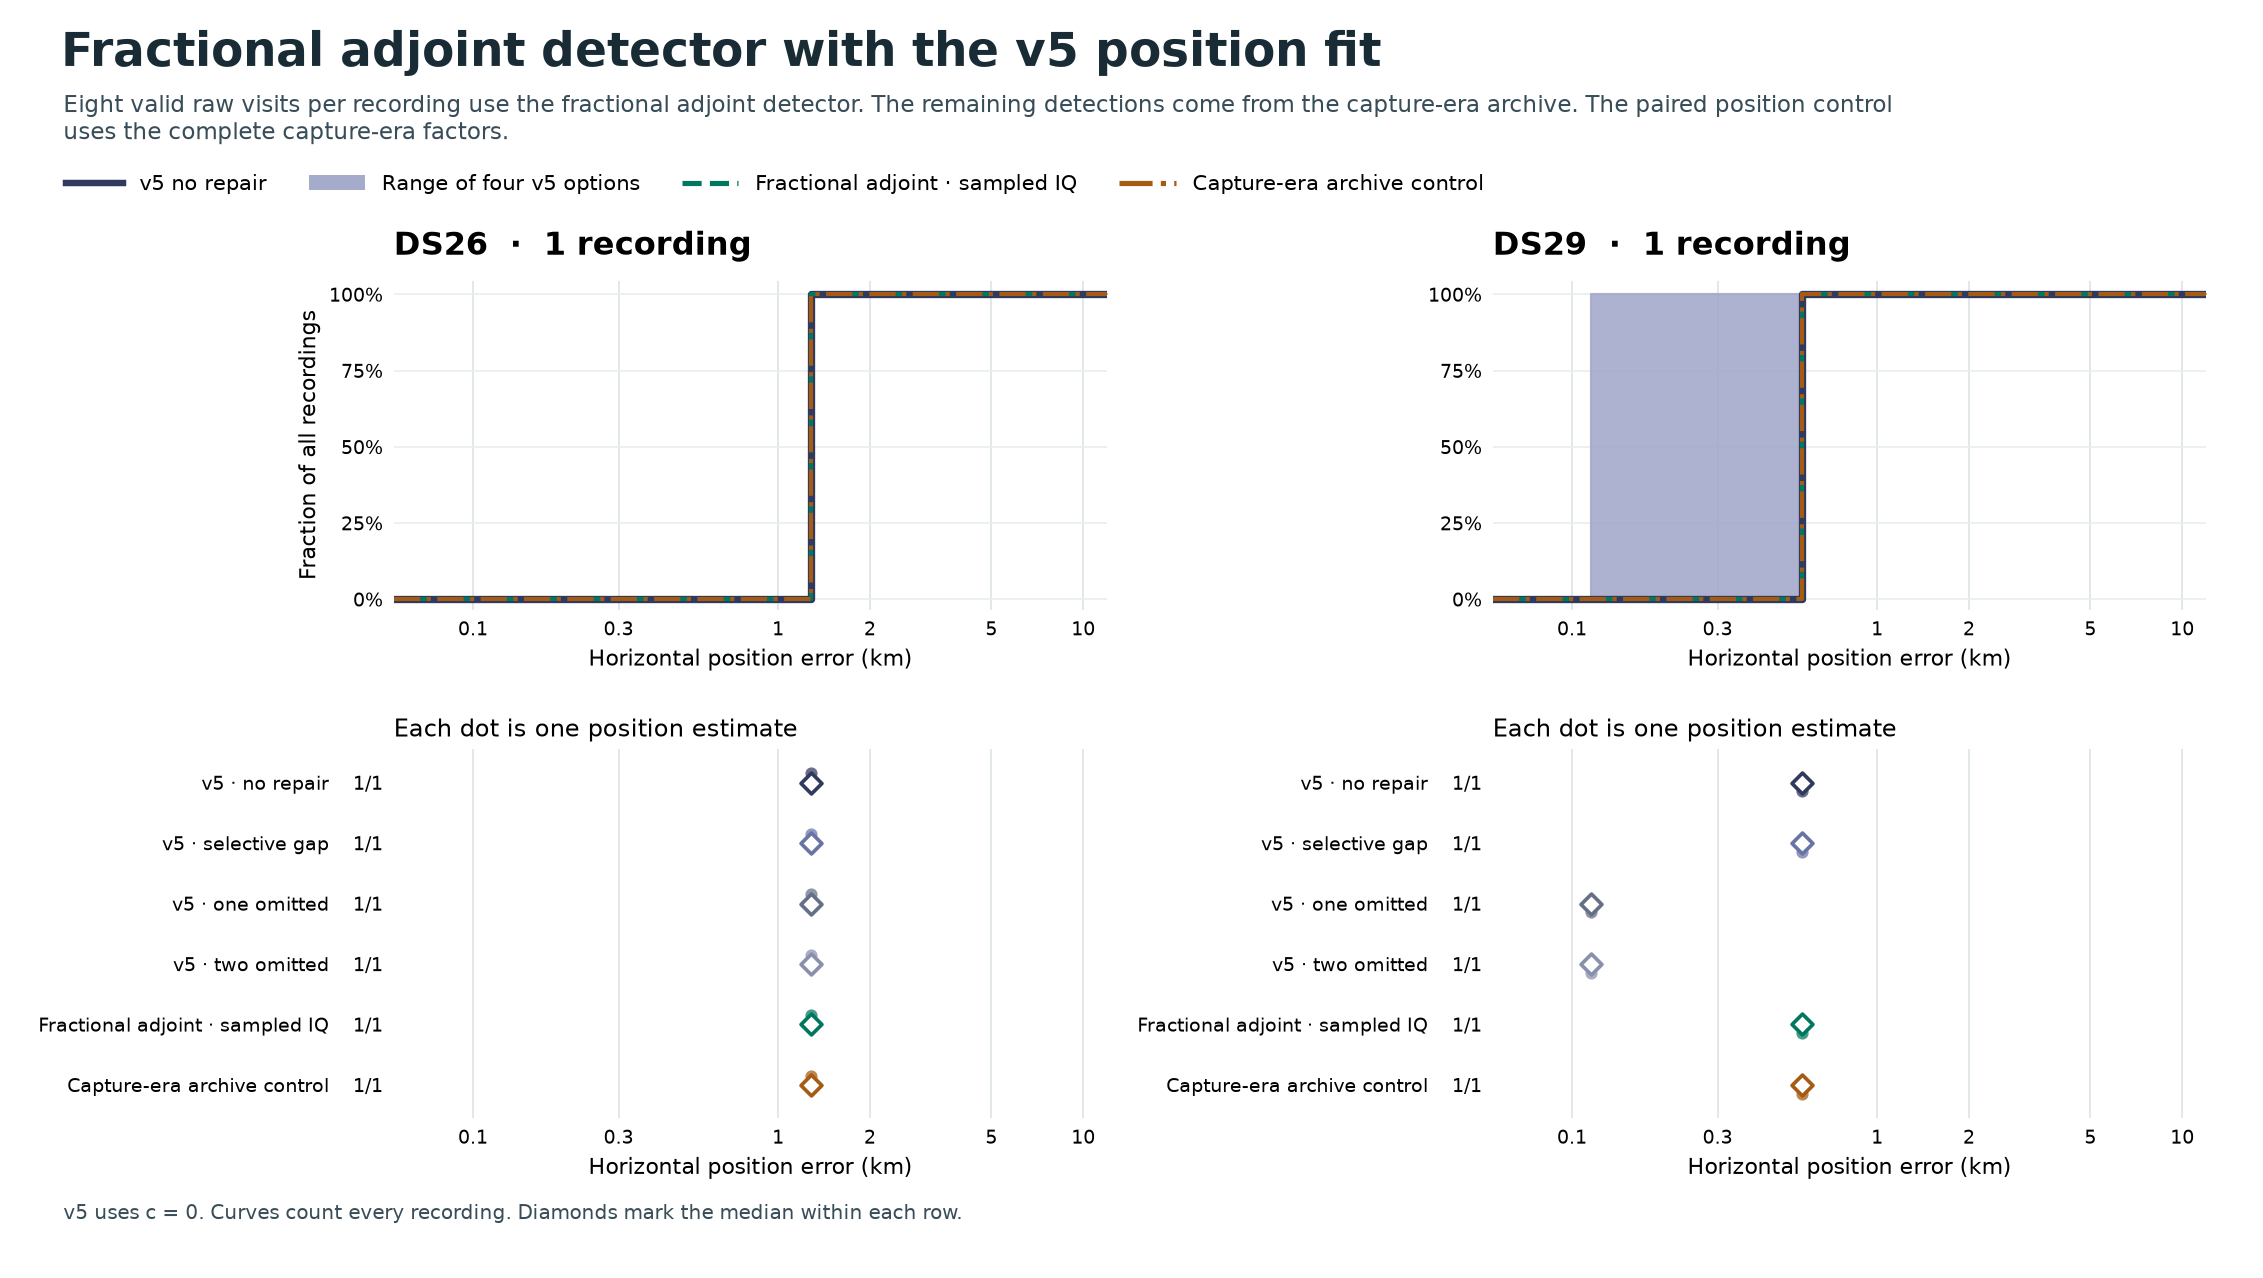 Fractional adjoint detector with the v5 position fit
Eight valid raw visits per recording use the fractional adjoint detector. The remaining detections come from the capture-era archive. The paired position control
uses the complete capture-era factors.
v5 no repair
Range of four v5 options
Fractional adjoint · sampled IQ
Capture-era archive control
DS26 · 1 recording
Fraction of all recordings
100%
75%
50%
25%
0%
0.1 0.3 1 2 5 10
Horizontal position error (km)
DS29 · 1 recording
100%
75%
50%
25%
0%
0.1 0.3 1 2 5 10
Horizontal position error (km)
Each dot is one position estimate
v5 · no repair 1/1
v5 · selective gap 1/1
v5 · one omitted 1/1
v5 · two omitted 1/1
Fractional adjoint · sampled IQ 1/1
Capture-era archive control 1/1
0.1 0.3 1 2 5 10
Horizontal position error (km)
Each dot is one position estimate
v5 · no repair 1/1
v5 · selective gap 1/1
v5 · one omitted 1/1
v5 · two omitted 1/1
Fractional adjoint · sampled IQ 1/1
Capture-era archive control 1/1
0.1 0.3 1 2 5 10
Horizontal position error (km)
v5 uses c = 0. Curves count every recording. Diamonds mark the median within each row.